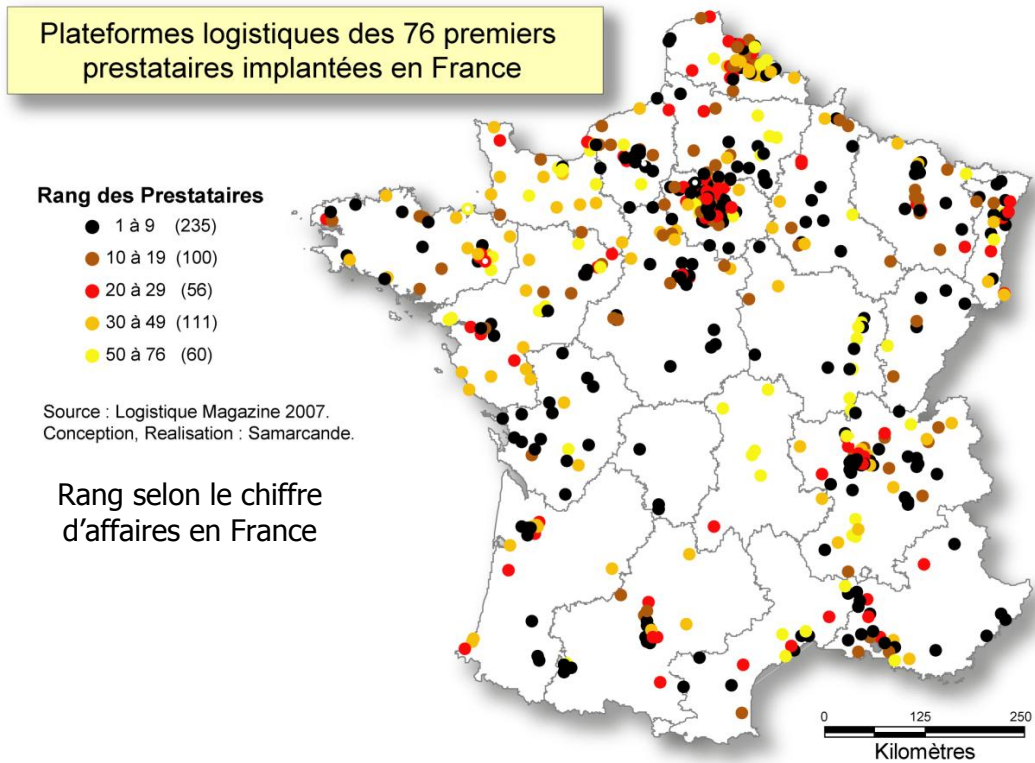 Plateformes logistiques des 76 premiers
prestataires implantées en France
Rang des Prestataires
1 à 9 (235)
10 à 19 (100)
20 à 29 (56)
30 à 49 (111)
50 à 76 (60)
Source : Logistique Magazine 2007.
Conception, Realisation : Samarcande.
Rang selon le chiffre
d’affaires en France
0 125 250
Kilomètres